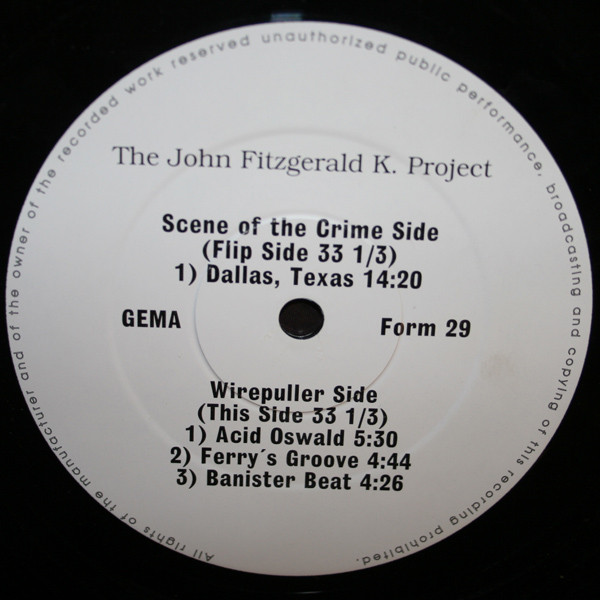 All rights of the manufacturer and of the owner of the recorded work reserved unauthorized public performance, broadcasting and copying of this recording prohibited.
The John Fitzgerald K. Project
Scene of the Crime Side
(Flip Side 33 1/3)
1) Dallas, Texas 14:20
GEMA
Form 29
Wirepuller Side
(This Side 33 1/3)
1) Acid Oswald 5:30
2) Ferry´s Groove 4:44
3) Banister Beat 4:26